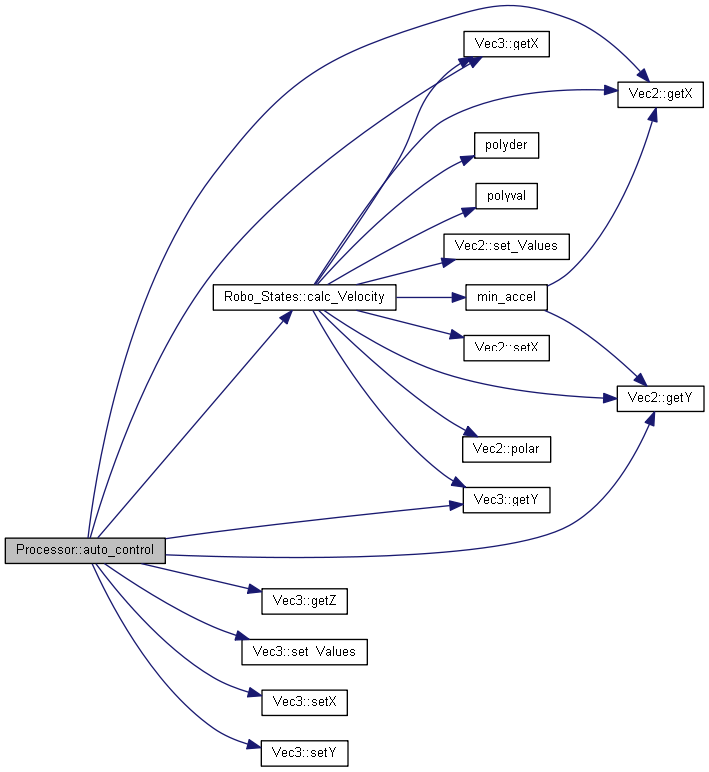 Vec3::getX
Vec2::getX
polyder
polyval
Vec2::set_Values
Robo_States::calc_Velocity
min_accel
Vec2::setX
Vec2::getY
Vec2::polar
Vec3::getY
Processor::auto_control
Vec3::getZ
Vec3::set_Values
Vec3::setX
Vec3::setY